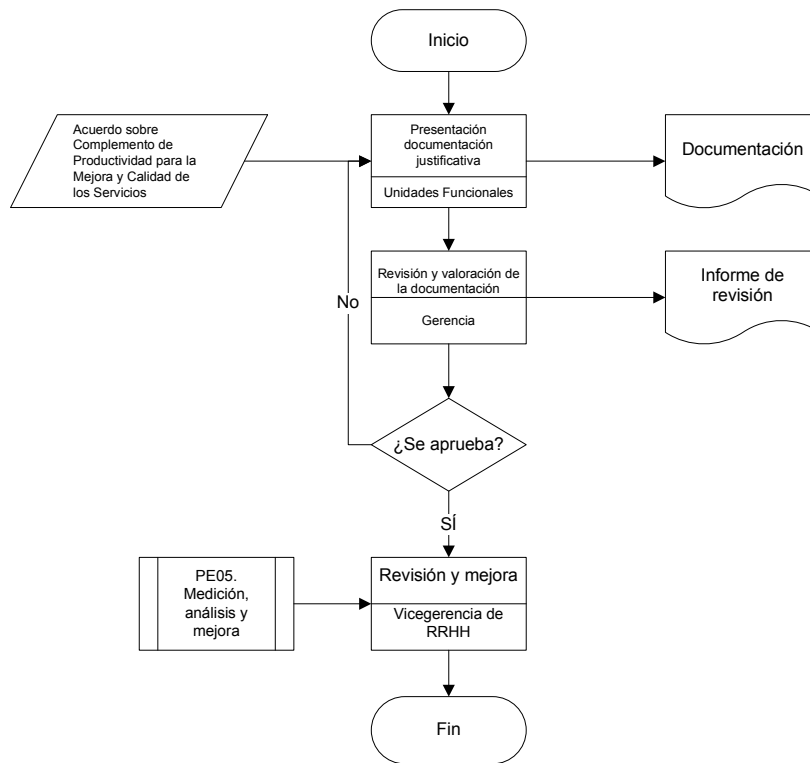 Inicio
Acuerdo sobre
Complemento de
Productividad para la
Mejora y Calidad de
los Servicios
Presentación
documentación
justificativa
Unidades Funcionales
Documentación
Revisión y valoración de
la documentación
Gerencia
Informe de
revisión
No
¿Se aprueba?
SÍ
PE05.
Medición,
análisis y
mejora
Revisión y mejora
Vicegerencia de
RRHH
Fin